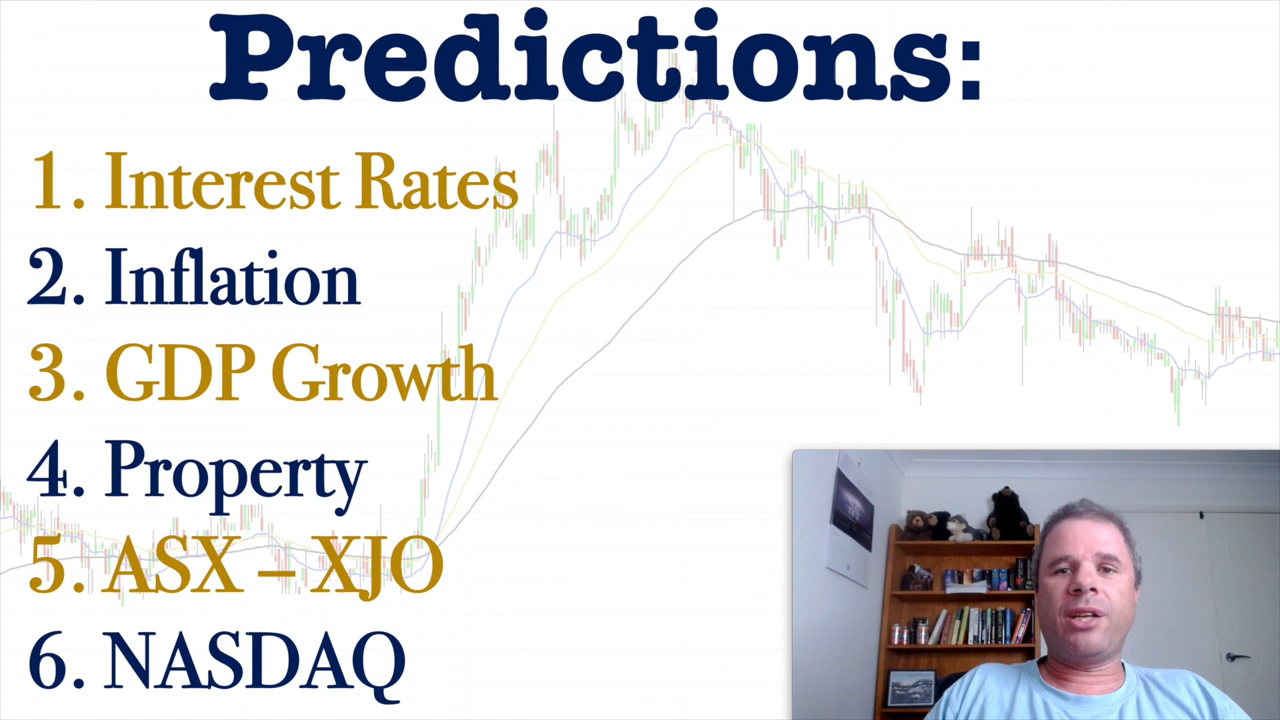 Predictions:
1. Interest Rates
2. Inflation
3. GDP Growth
4. Property
5. ASX – XJO
6. NASDAQ